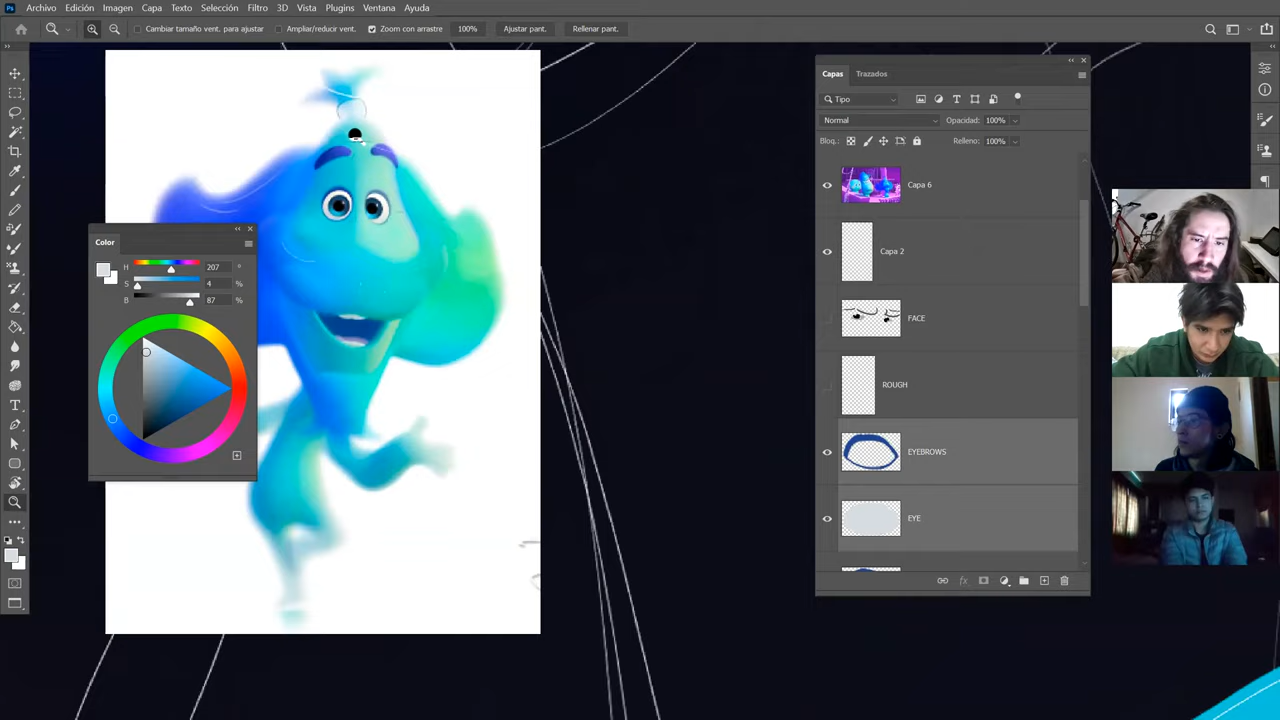 Ps Archivo Edición Imagen Capa Texto Selección Filtro 3D Vista Plugins Ventana Ayuda
Cambiar tamaño vent. para ajustar Ampliar/reducir vent. Zoom con arrastre 100% Ajustar pant. Rellenar pant.
Capas Trazados
Tipo
Normal Opacidad: 100%
Bloq.: Relleno: 100%
Capa 6
Capa 2
FACE
ROUGH
EYEBROWS
EYE
Color
H 207 °
S 4 %
B 87 %